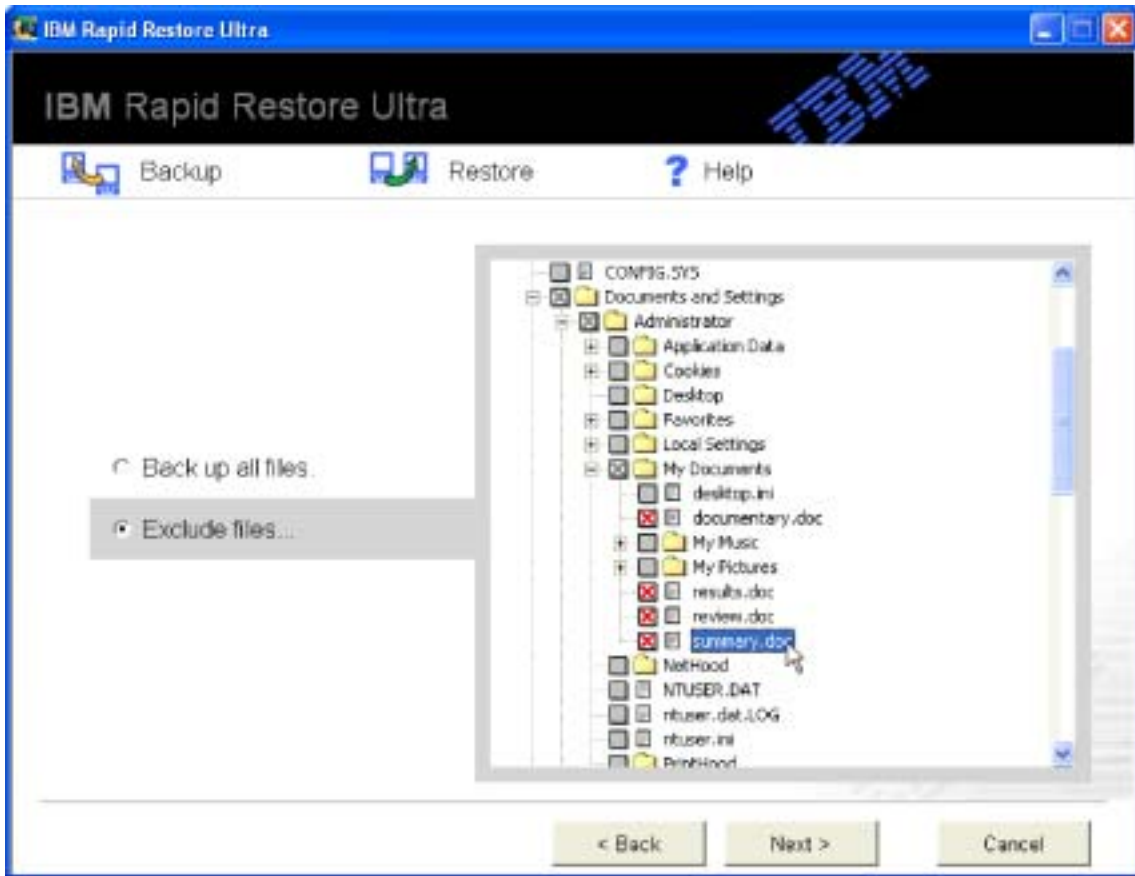 IBM Rapid Restore Ultra
IBM Rapid Restore Ultra
IBM
Backup
Restore
? Help
CONFIG.SYS
Documents and Settings
Administrator
Application Data
Cookies
Desktop
Favorites
Local Settings
My Documents
desktop.ini
documentary.doc
My Music
My Pictures
results.doc
review.doc
summary.doc
NetHood
NTUSER.DAT
ntuser.dat.LOG
ntuser.ini
PrintHood
Back up all files.
Exclude files...
< Back
Next >
Cancel